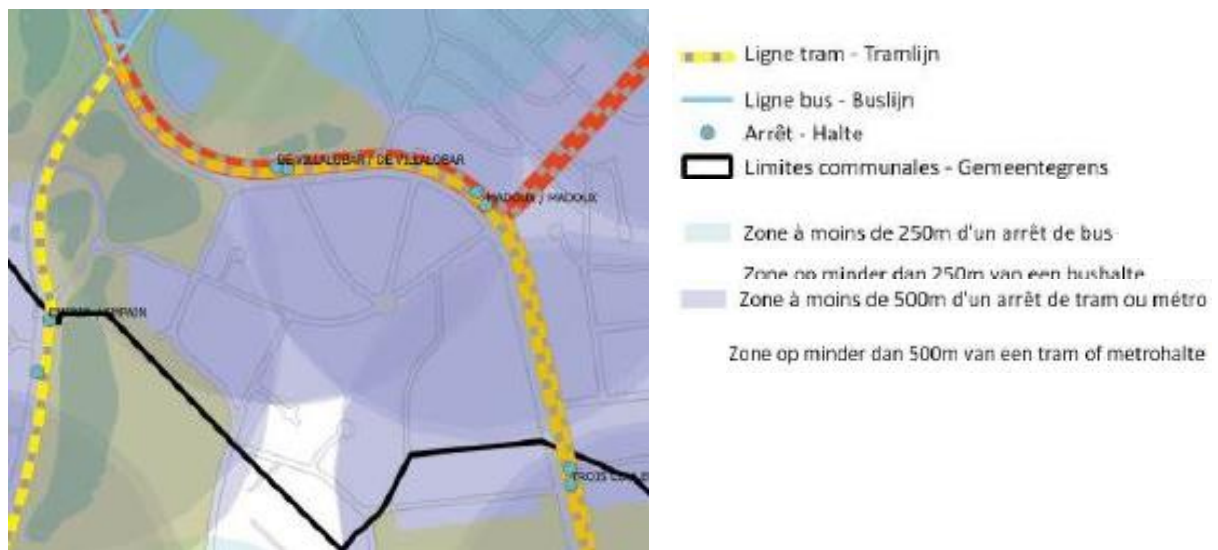 DE VILLALOBAR / DE VILLALOBAR
MADOUX / MADOUX
/ EMPAIN
TROIS
Ligne tram - Tramlijn
Ligne bus - Buslijn
Arrêt - Halte
Limites communales - Gemeentegrens
Zone à moins de 250m d'un arrêt de bus
Zone op minder dan 250m van een bushalte
Zone à moins de 500m d'un arrêt de tram ou métro
Zone op minder dan 500m van een tram of metrohalte